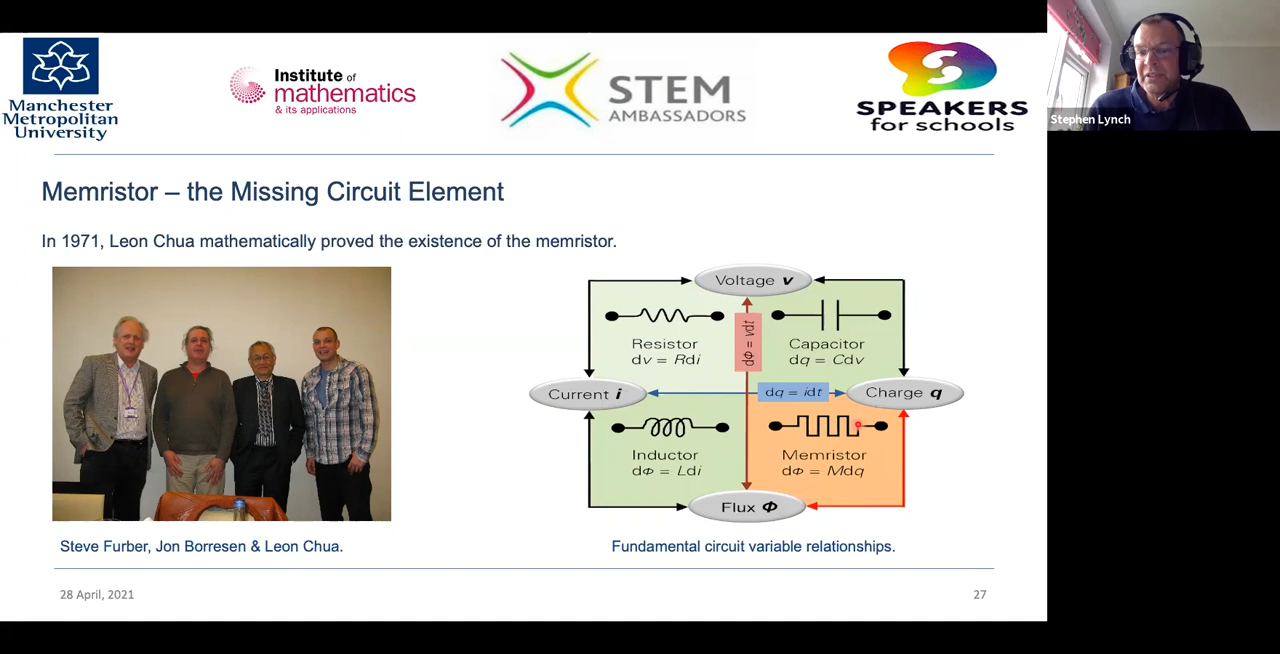 Manchester
Metropolitan
University
Institute of
mathematics
& its applications
STEM
AMBASSADORS
SPEAKERS
for schools
Stephen Lynch
Memristor – the Missing Circuit Element
In 1971, Leon Chua mathematically proved the existence of the memristor.
Voltage v
Resistor
dv = Rdi
dΦ = vdt
Capacitor
dq = Cdv
Current i
dq = idt
Charge q
Inductor
dΦ = Ldi
Memristor
dΦ = Mdq
Flux Φ
Steve Furber, Jon Borresen & Leon Chua.
Fundamental circuit variable relationships.
28 April, 2021
27